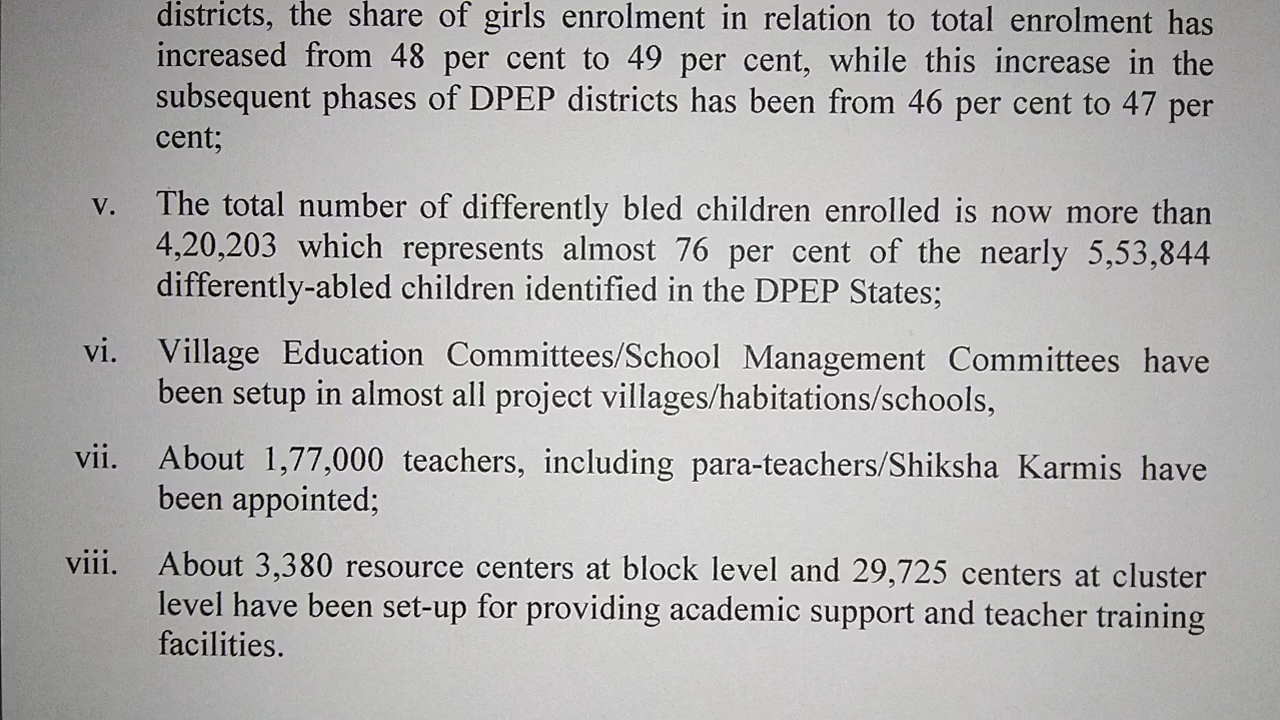 districts, the share of girls enrolment in relation to total enrolment has
increased from 48 per cent to 49 per cent, while this increase in the
subsequent phases of DPEP districts has been from 46 per cent to 47 per
cent;
v. The total number of differently bled children enrolled is now more than
4,20,203 which represents almost 76 per cent of the nearly 5,53,844
differently-abled children identified in the DPEP States;
vi. Village Education Committees/School Management Committees have
been setup in almost all project villages/habitations/schools,
vii. About 1,77,000 teachers, including para-teachers/Shiksha Karmis have
been appointed;
viii. About 3,380 resource centers at block level and 29,725 centers at cluster
level have been set-up for providing academic support and teacher training
facilities.